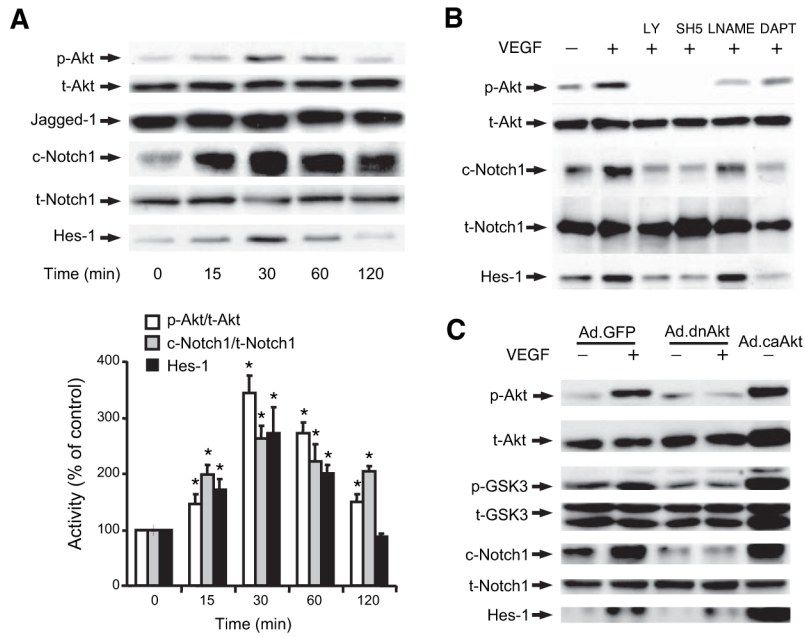 A
p-Akt
t-Akt
Jagged-1
c-Notch1
t-Notch1
Hes-1
Time (min) 0 15 30 60 120
p-Akt/t-Akt
c-Notch1/t-Notch1
Hes-1
Activity (% of control)
400
300
200
100
0
* * * * * * * * * * *
0 15 30 60 120
Time (min)
B
LY SH5 LNAME DAPT
VEGF – + + + + +
p-Akt
t-Akt
c-Notch1
t-Notch1
Hes-1
C
Ad.GFP Ad.dnAkt Ad.caAkt
VEGF – + – +
p-Akt
t-Akt
p-GSK3
t-GSK3
c-Notch1
t-Notch1
Hes-1